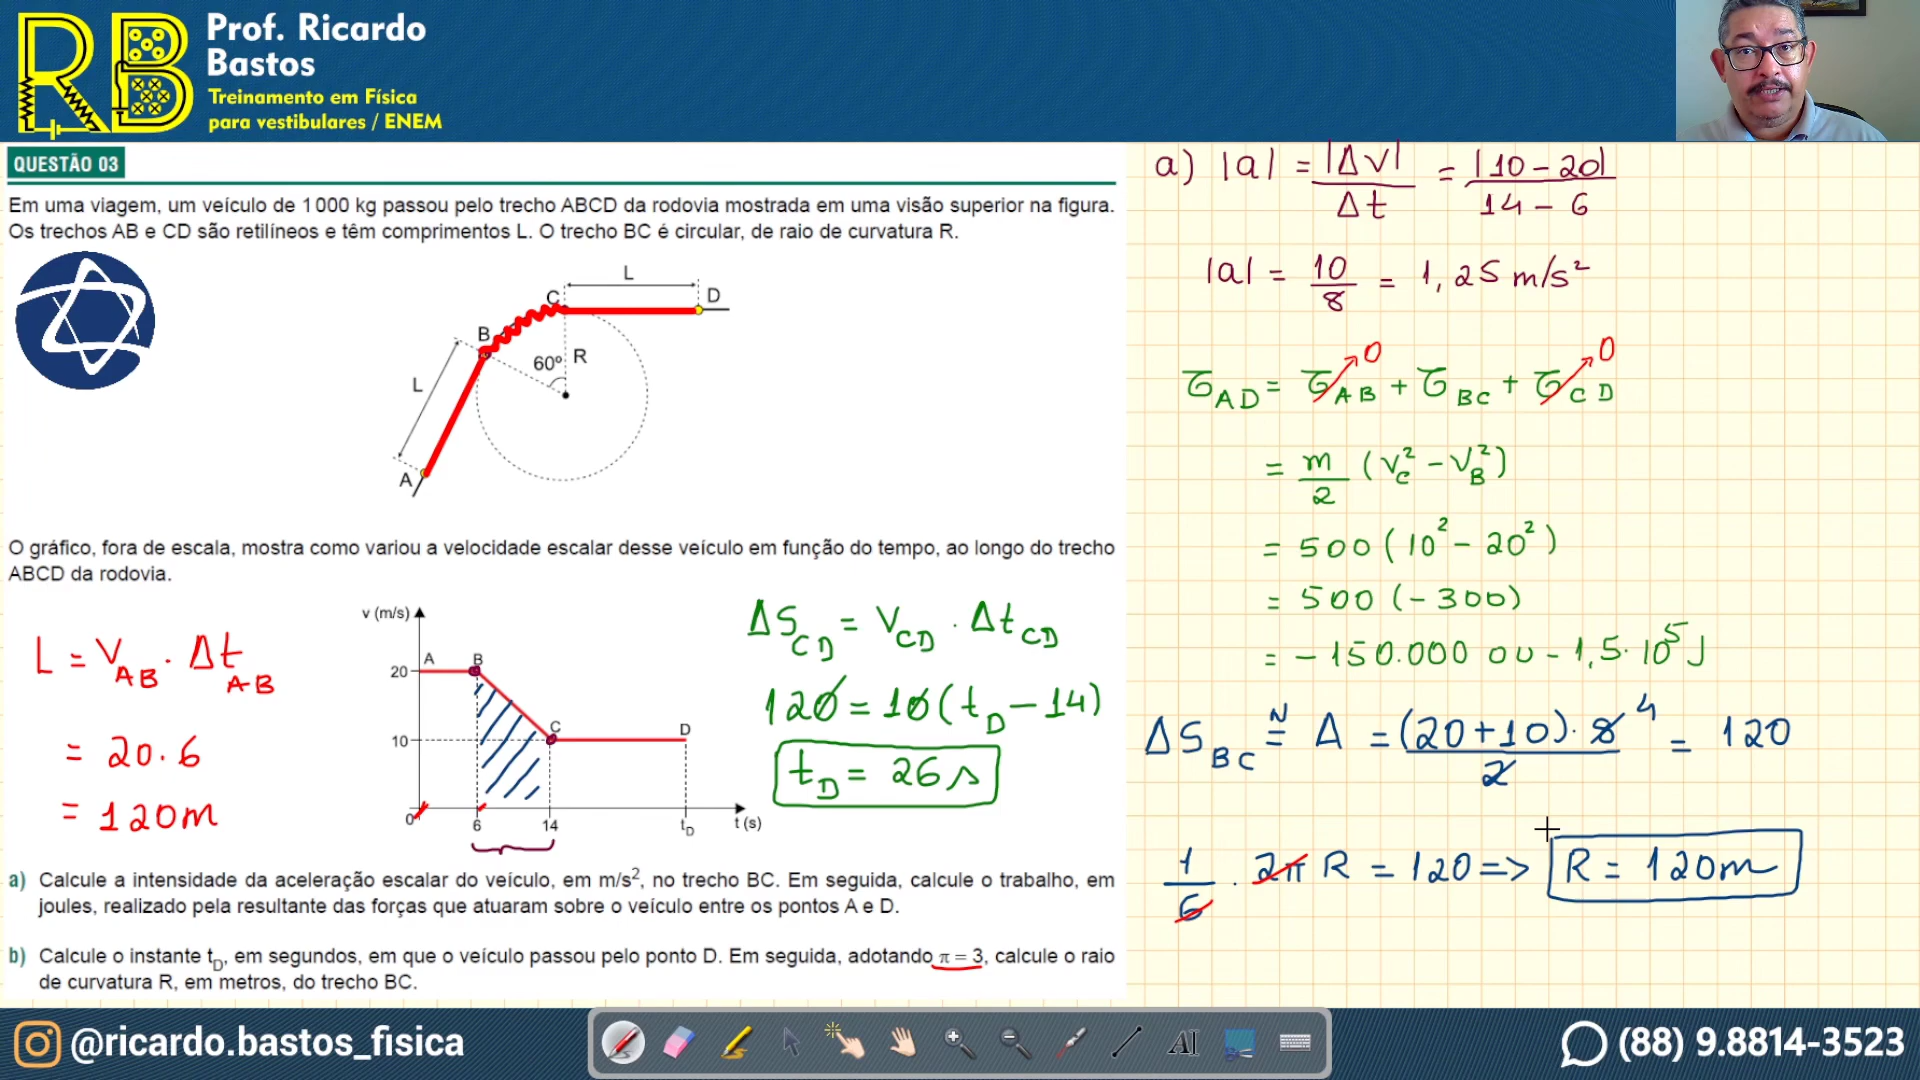 RB
Prof. Ricardo
Bastos
Treinamento em Física
para vestibulares / ENEM
QUESTÃO 03
Em uma viagem, um veículo de 1 000 kg passou pelo trecho ABCD da rodovia mostrada em uma visão superior na figura.
Os trechos AB e CD são retilíneos e têm comprimentos L. O trecho BC é circular, de raio de curvatura R.
L
C
D
B
60º
R
L
A
O gráfico, fora de escala, mostra como variou a velocidade escalar desse veículo em função do tempo, ao longo do trecho
ABCD da rodovia.
L = V_AB · Δt_AB
= 20.6
= 120m
v (m/s)
A
B
20
C
D
10
0
6
14
t_D
t (s)
ΔS_CD = V_CD · Δt_CD
120 = 10(t_D − 14)
t_D = 26 s
a) Calcule a intensidade da aceleração escalar do veículo, em m/s², no trecho BC. Em seguida, calcule o trabalho, em
joules, realizado pela resultante das forças que atuaram sobre o veículo entre os pontos A e D.
b) Calcule o instante t_D, em segundos, em que o veículo passou pelo ponto D. Em seguida, adotando π = 3, calcule o raio
de curvatura R, em metros, do trecho BC.
a) |a| = |ΔV|/Δt = |10 − 20|/14 − 6
|a| = 10/8 = 1,25 m/s²
0 0
𝜏_AD = 𝜏_AB + 𝜏_BC + 𝜏_CD
= m/2 (V_C² − V_B²)
= 500 (10² − 20²)
= 500 (−300)
= −150.000 ou −1,5·10⁵ J
ΔS_BC =ᴺ A = (20+10)·8/2 4 = 120
1/6 · 2π R = 120 => R = 120m
@ricardo.bastos_fisica
AI
(88) 9.8814-3523